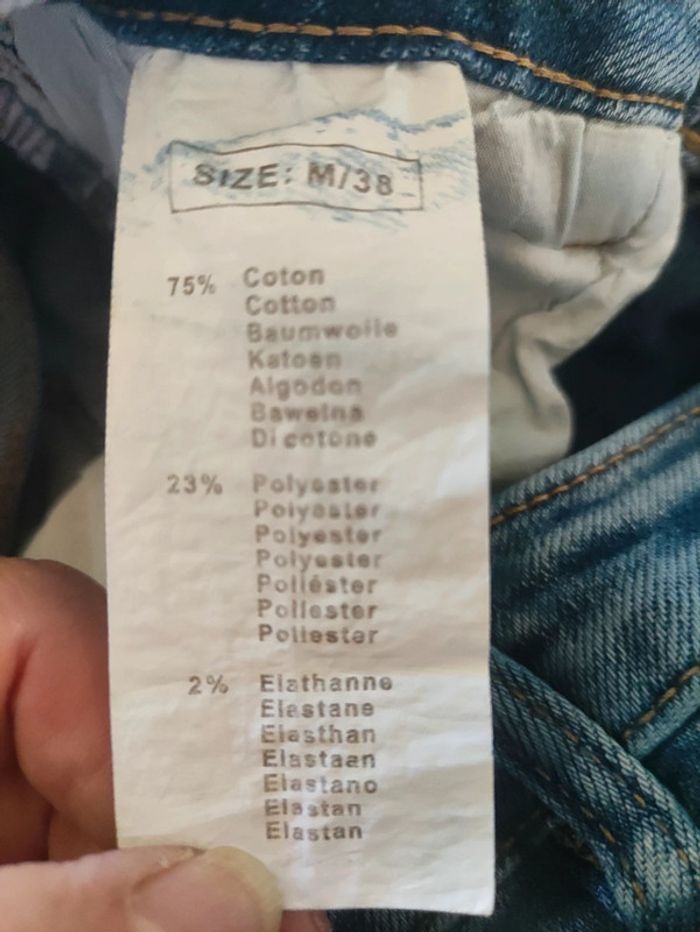 SIZE: M/38
75% Coton
Cotton
Baumwolle
Katoen
Algodon
Bawelna
Di cotone
23% Polyester
Polyester
Polyester
Polyester
Poliéster
Poliester
Poliester
2% Elathanne
Elastane
Elasthan
Elastaan
Elastano
Elastan
Elastan